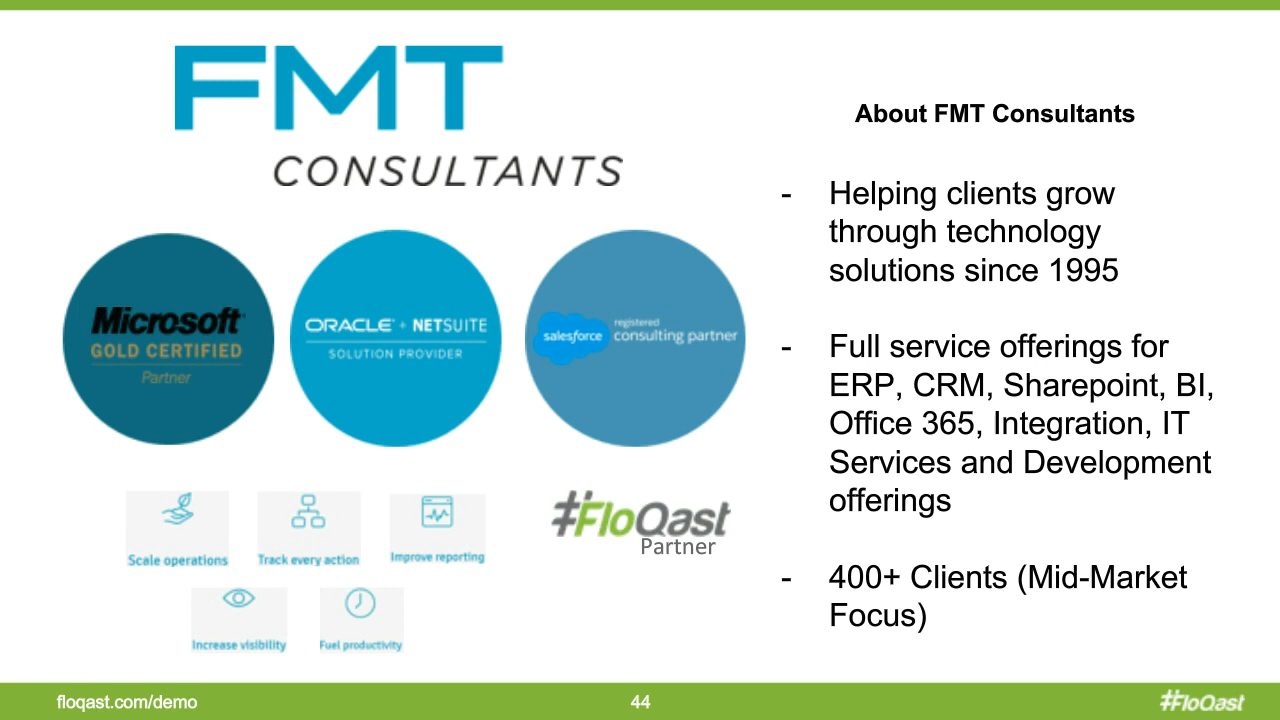 FMT
CONSULTANTS
Microsoft
GOLD CERTIFIED
Partner
ORACLE + NETSUITE
SOLUTION PROVIDER
salesforce
registered
consulting partner
Scale operations
Track every action
Improve reporting
Increase visibility
Fuel productivity
#FloQast
Partner
About FMT Consultants
- Helping clients grow
through technology
solutions since 1995
- Full service offerings for
ERP, CRM, Sharepoint, BI,
Office 365, Integration, IT
Services and Development
offerings
- 400+ Clients (Mid-Market
Focus)
floqast.com/demo
44
#FloQast